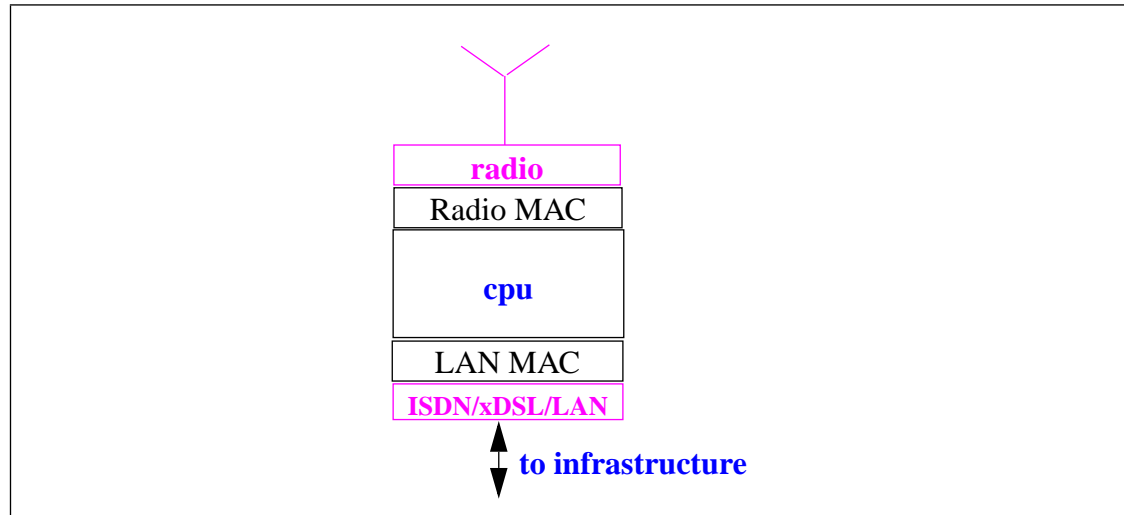 radio
Radio MAC
cpu
LAN MAC
ISDN/xDSL/LAN
to infrastructure